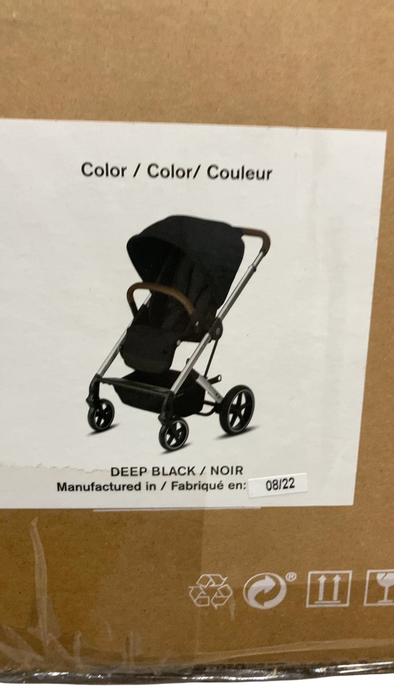 Color / Color/ Couleur
DEEP BLACK / NOIR
Manufactured in / Fabriqué en: 08/22
®